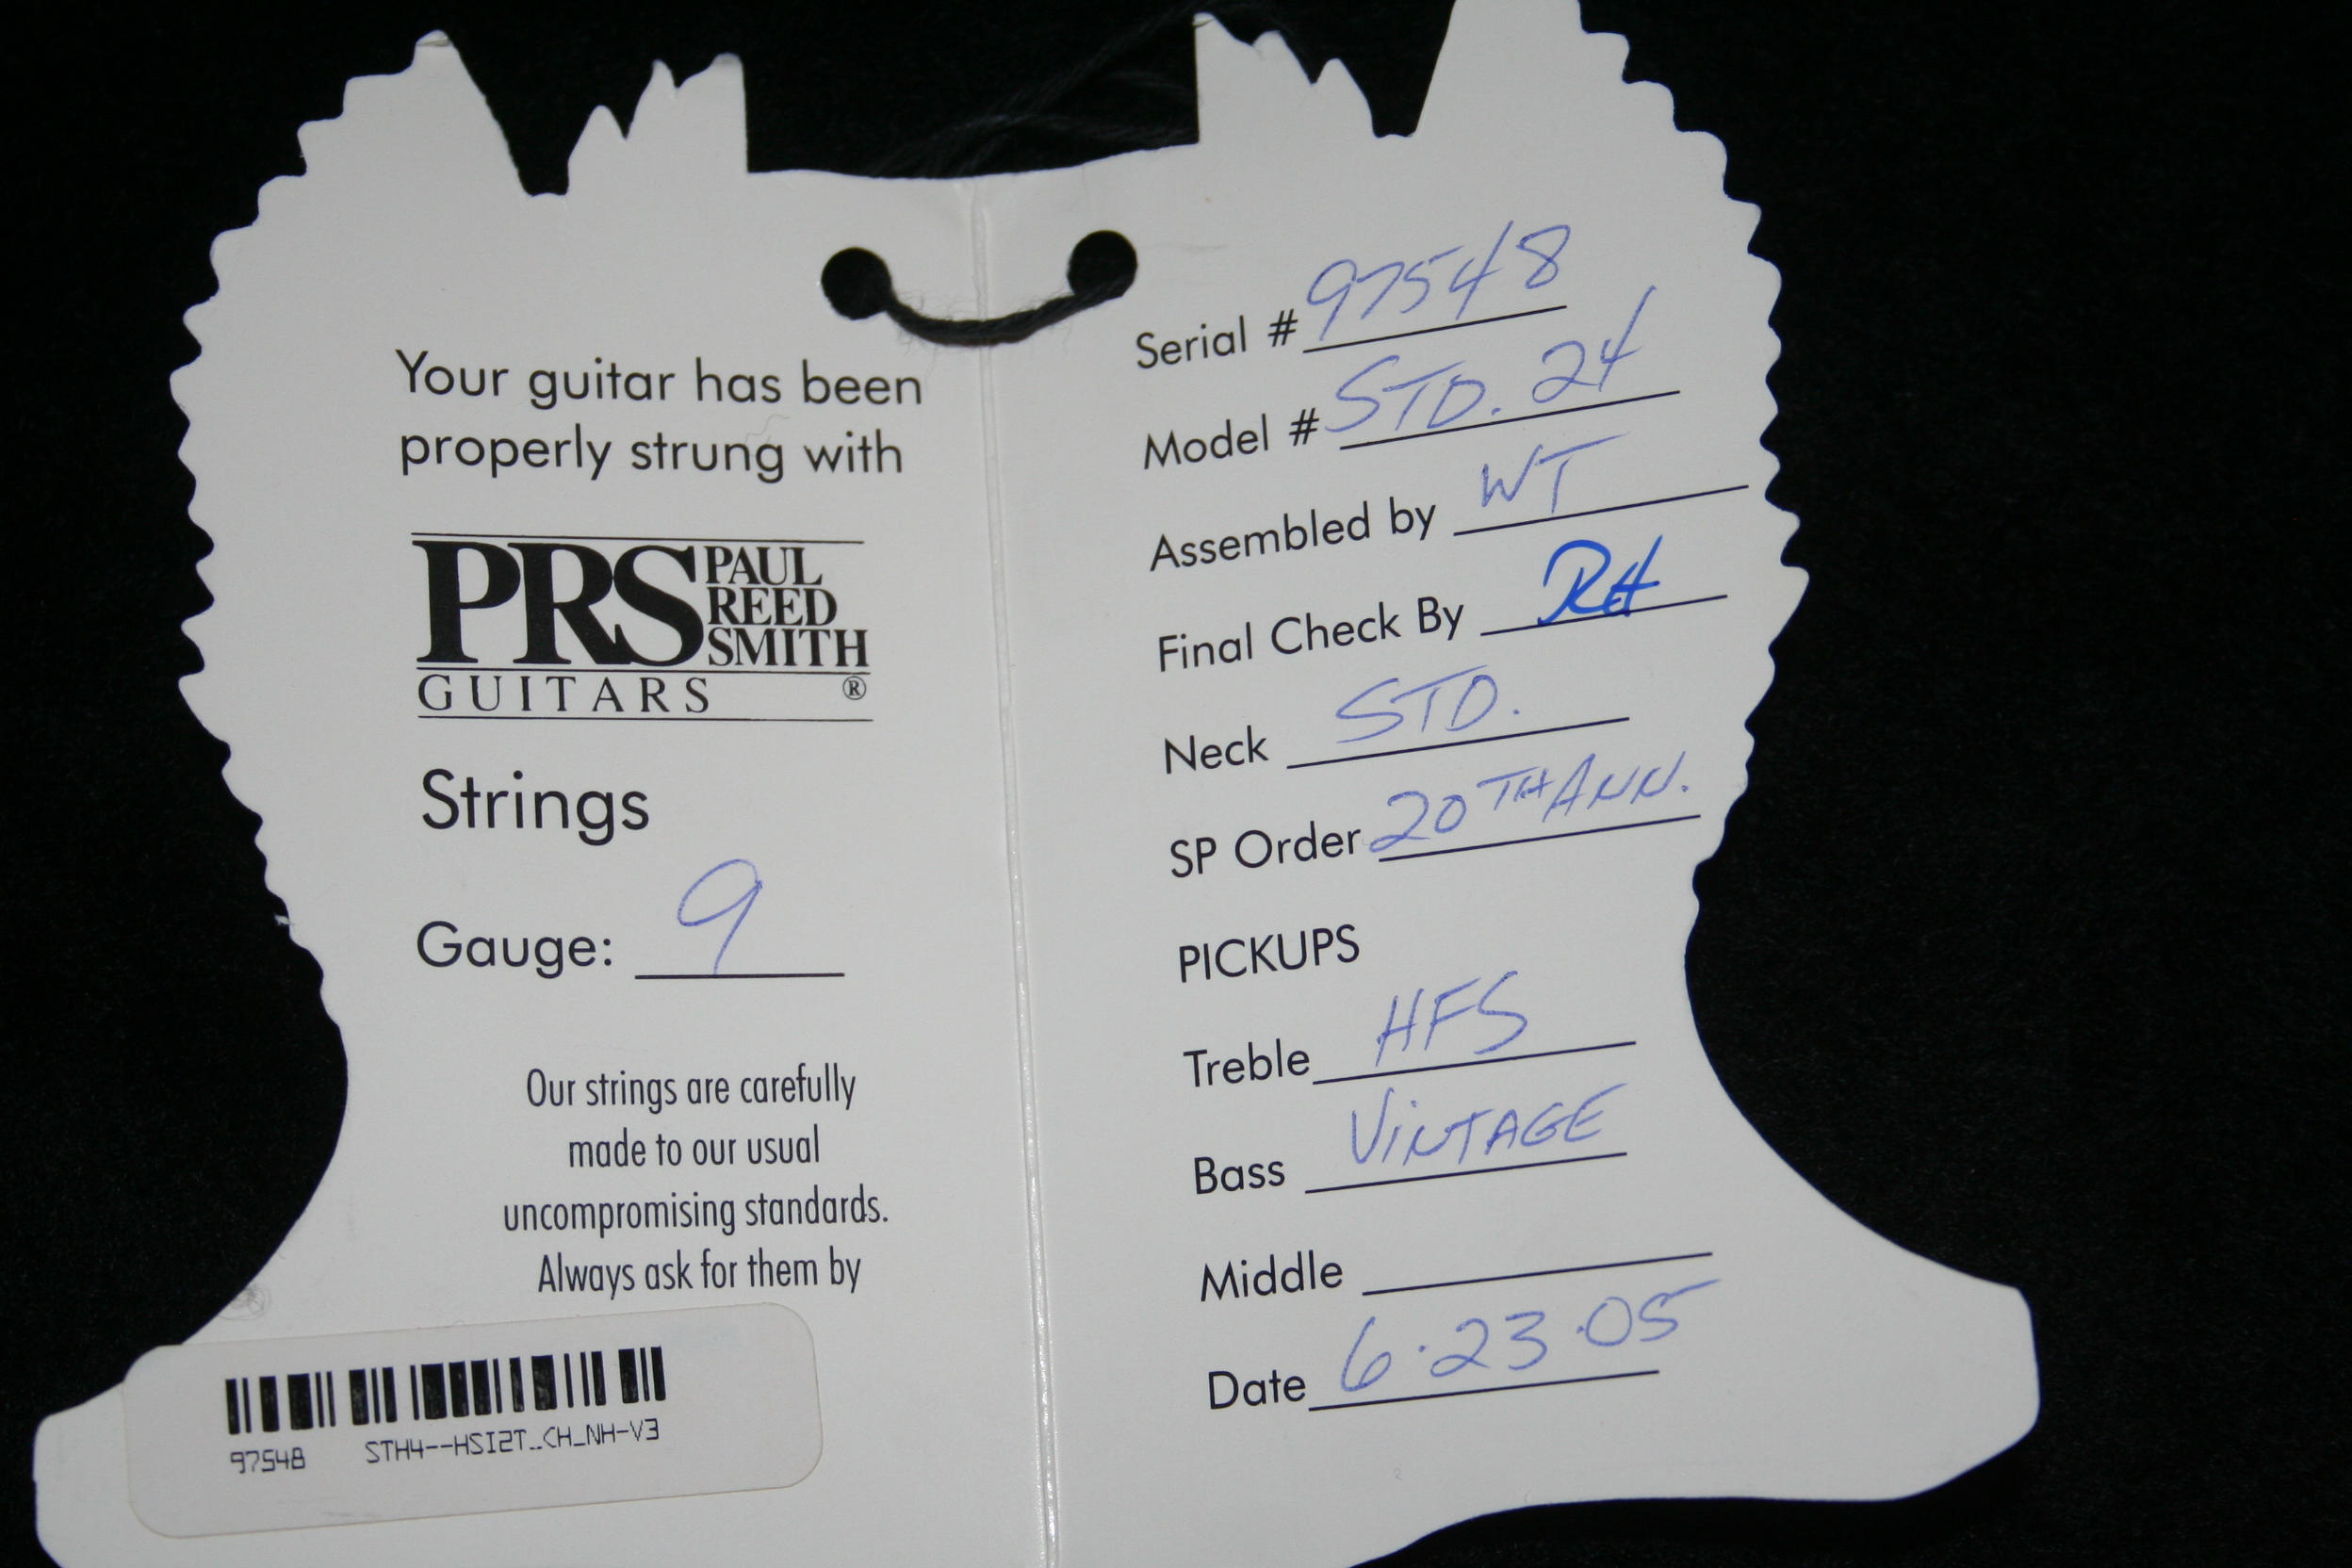 Your guitar has been
properly strung with
PRS PAUL
REED
SMITH
GUITARS ®
Strings
Gauge: 9
Our strings are carefully
made to our usual
uncompromising standards.
Always ask for them by
97548 STH4--HSI2T_CH_NH-V3
Serial # 97548
Model # STD. 24
Assembled by WT
Final Check By RH
Neck STD.
SP Order 20TH ANN.
PICKUPS
Treble HFS
Bass VINTAGE
Middle
Date 6·23·05